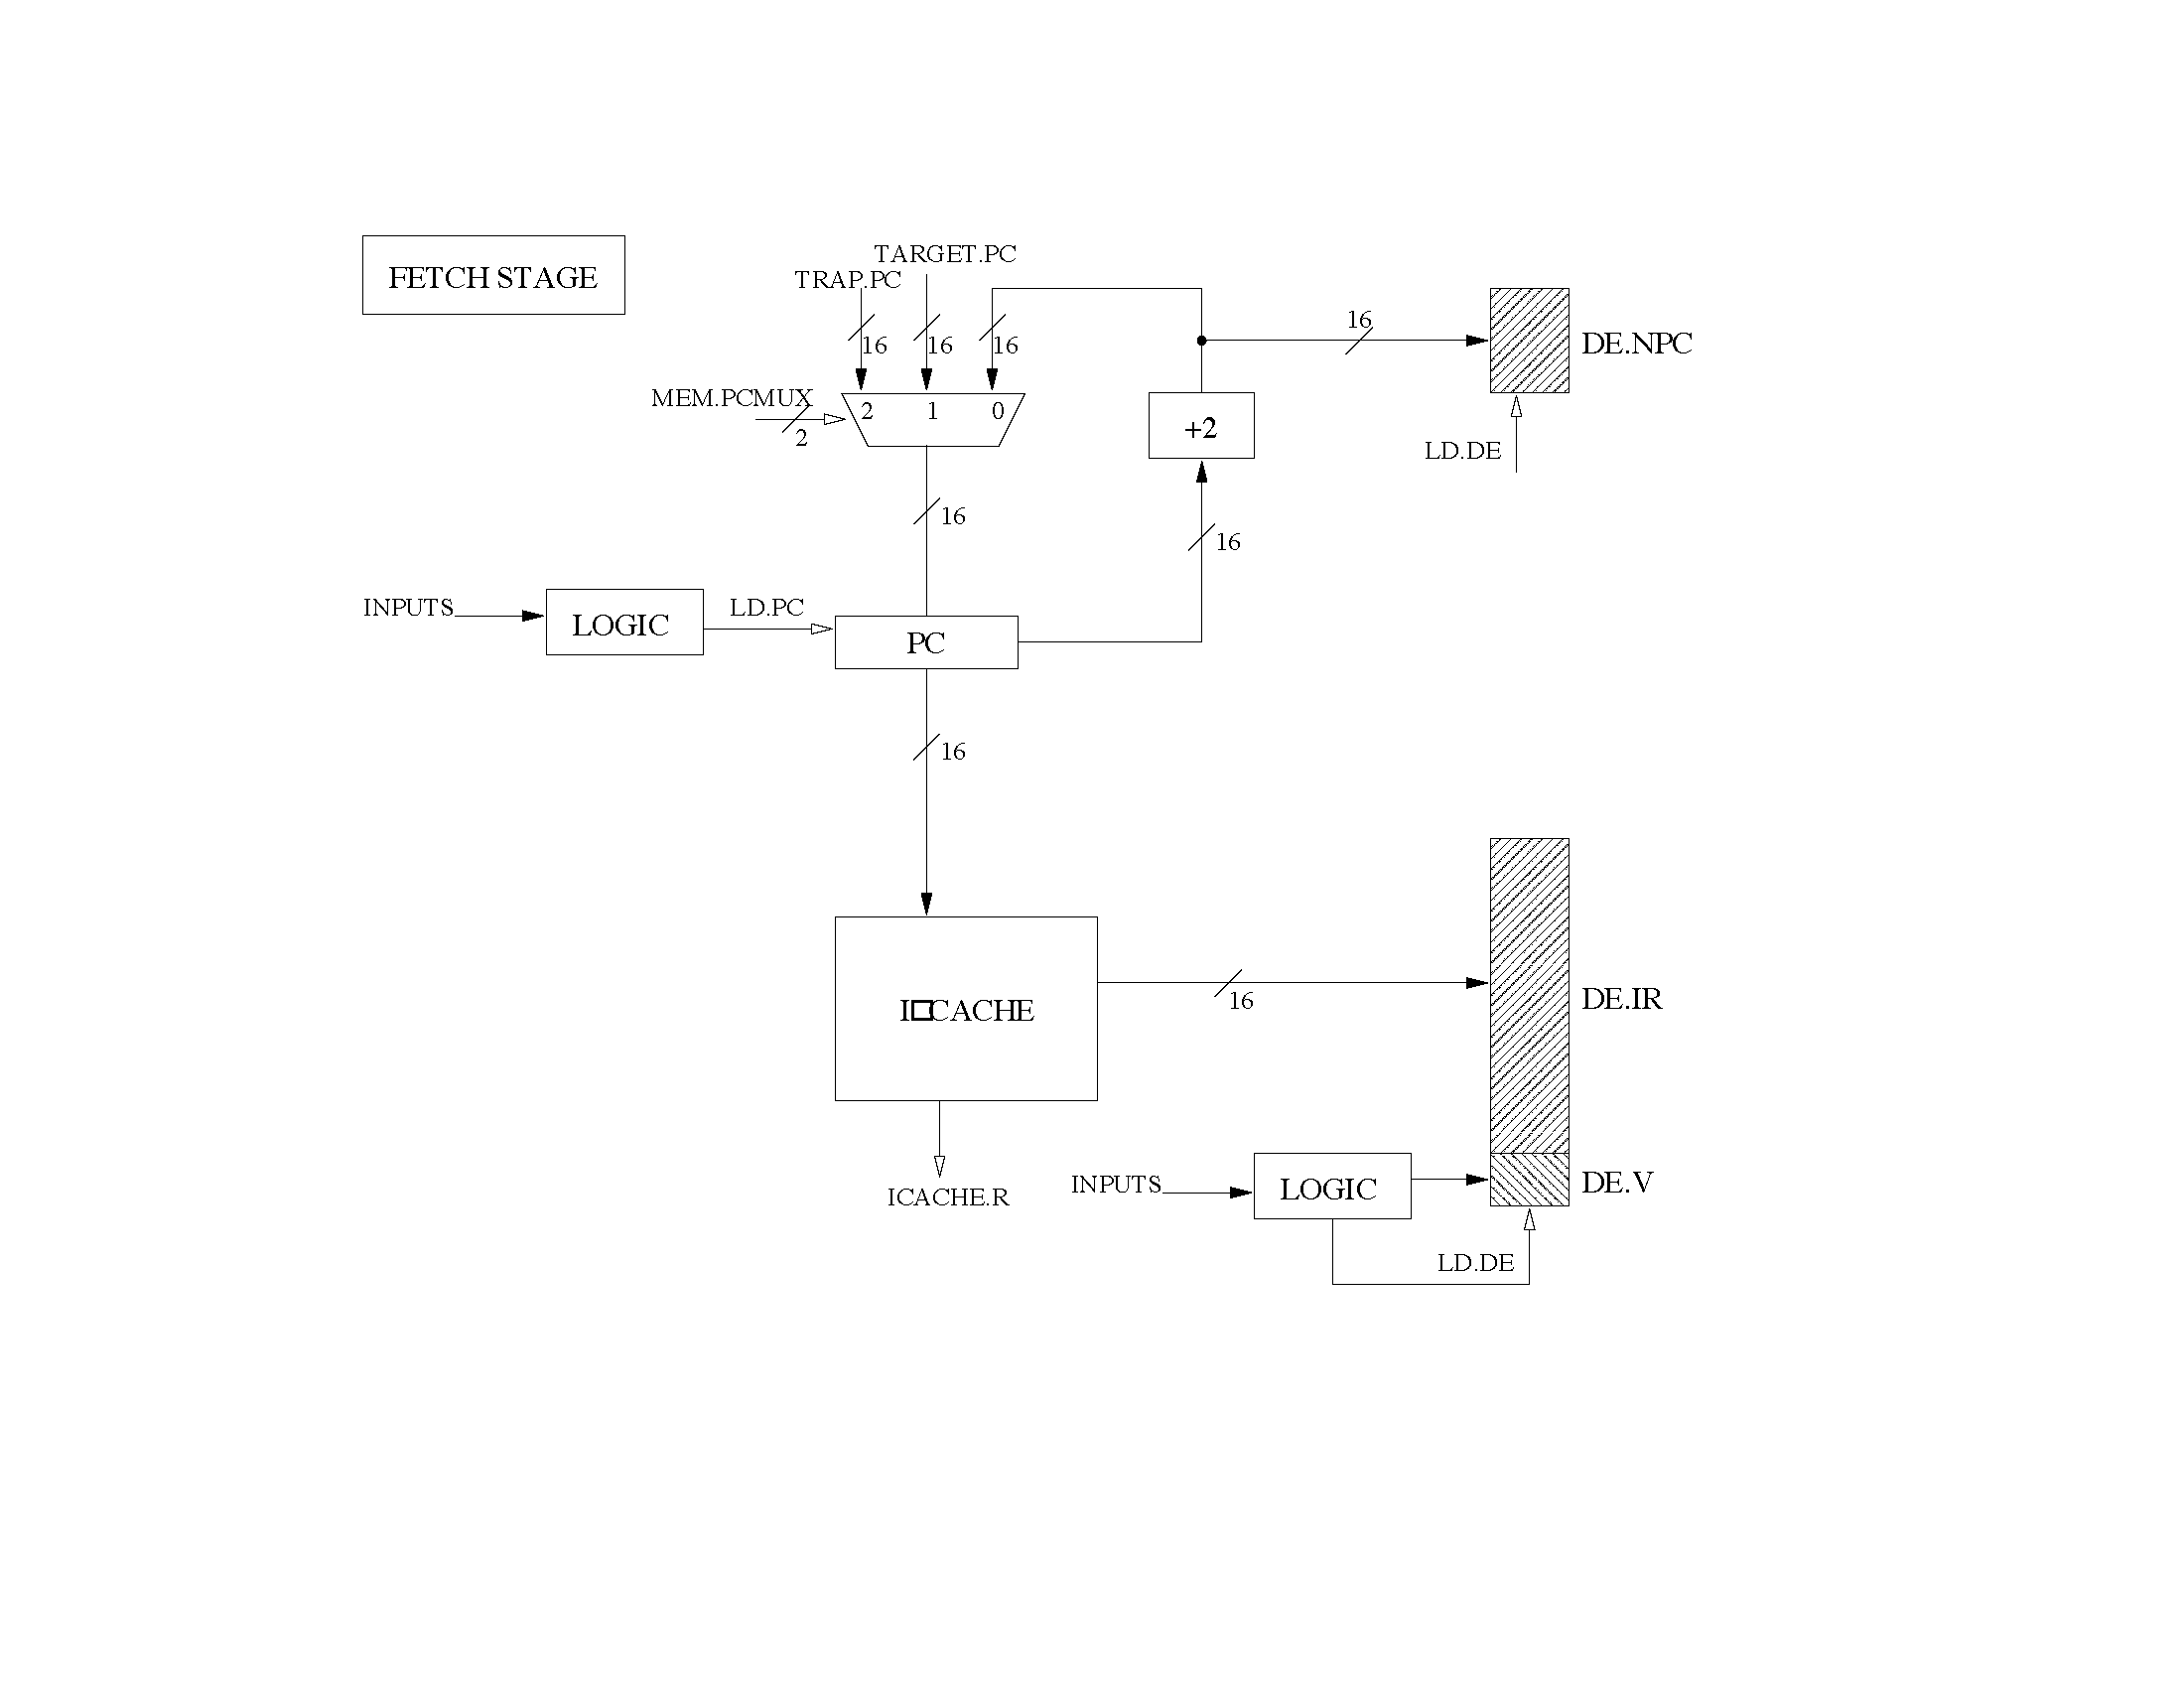 FETCH STAGE
TARGET.PC
TRAP.PC
16
16
16
16
DE.NPC
MEM.PCMUX
2
2
1
0
+2
LD.DE
16
16
INPUTS
LOGIC
LD.PC
PC
16
I□CACHE
16
DE.IR
ICACHE.R
INPUTS
LOGIC
DE.V
LD.DE